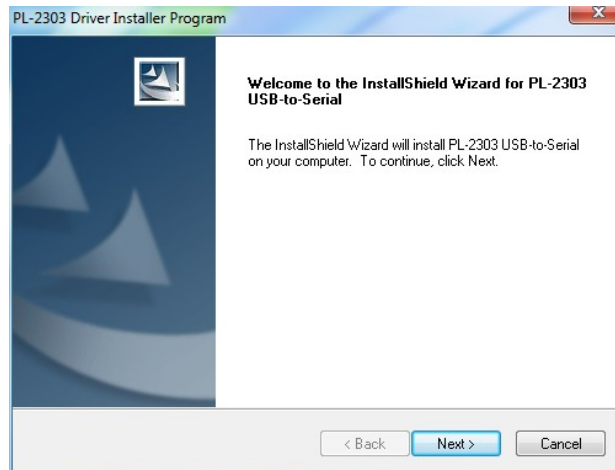 PL-2303 Driver Installer Program
Welcome to the InstallShield Wizard for PL-2303
USB-to-Serial
The InstallShield Wizard will install PL-2303 USB-to-Serial
on your computer. To continue, click Next.
< Back
Next >
Cancel